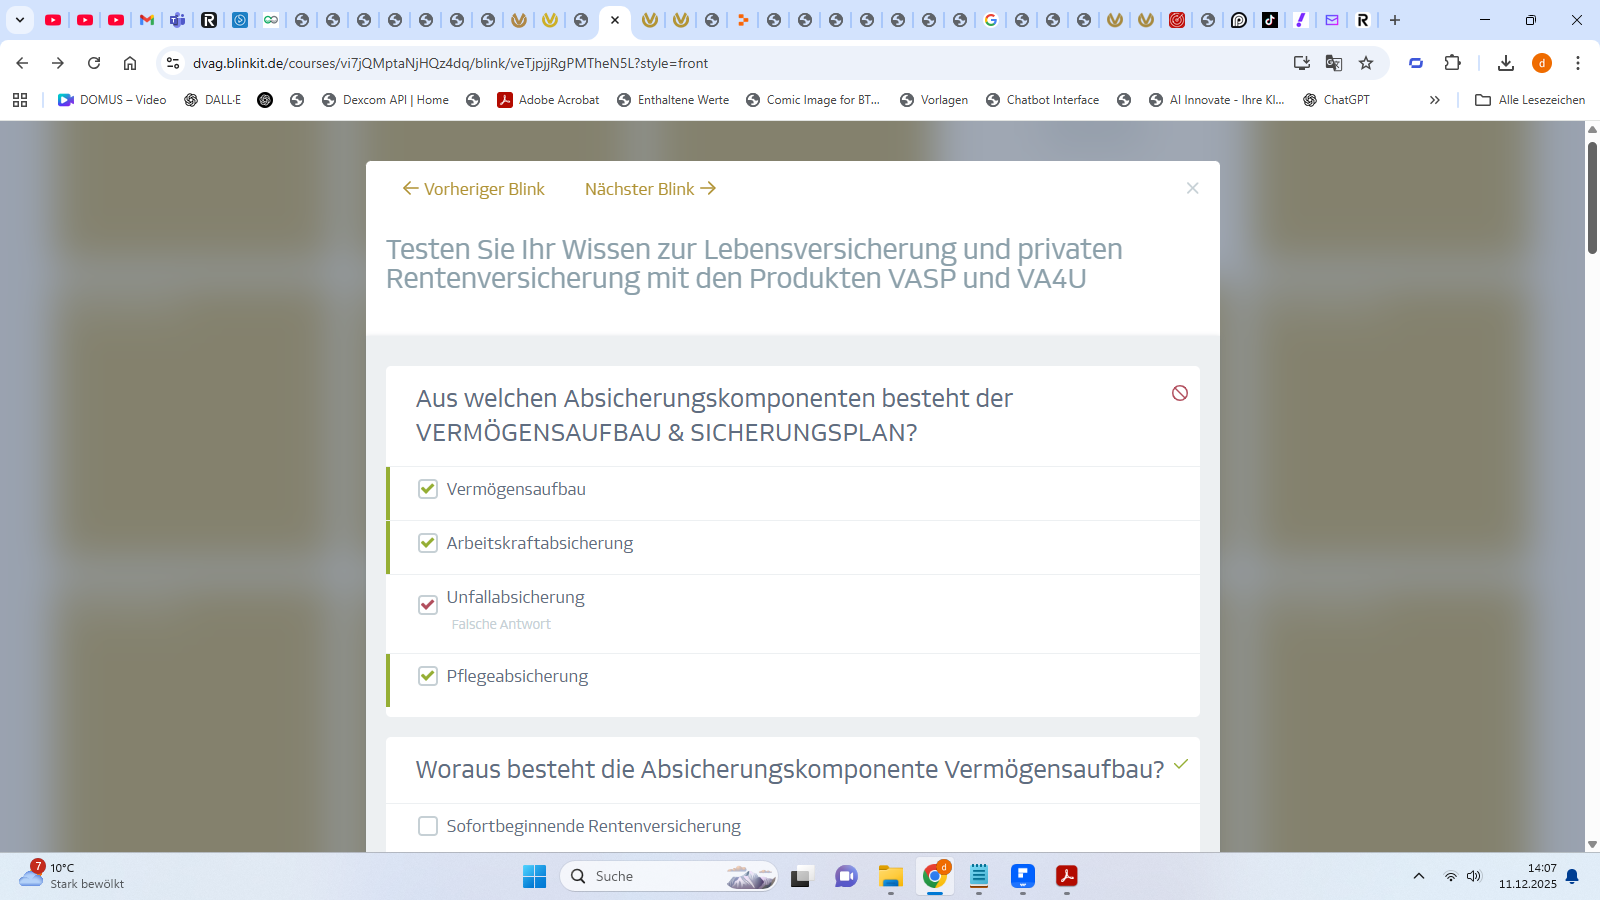 dvag.blinkit.de/courses/vi7jQMptaNjHQz4dq/blink/veTjpjjRgPMTheN5L?style=front
d
DOMUS – Video
DALL·E
Dexcom API | Home
Adobe Acrobat
Enthaltene Werte
Comic Image for BT...
Vorlagen
Chatbot Interface
AI Innovate - Ihre KI...
ChatGPT
Alle Lesezeichen
Vorheriger Blink
Nächster Blink
Testen Sie Ihr Wissen zur Lebensversicherung und privaten
Rentenversicherung mit den Produkten VASP und VA4U
Aus welchen Absicherungskomponenten besteht der
VERMÖGENSAUFBAU & SICHERUNGSPLAN?
Vermögensaufbau
Arbeitskraftabsicherung
Unfallabsicherung
Falsche Antwort
Pflegeabsicherung
Woraus besteht die Absicherungskomponente Vermögensaufbau?
Sofortbeginnende Rentenversicherung
7
10°C
Stark bewölkt
Suche
d
14:07
11.12.2025